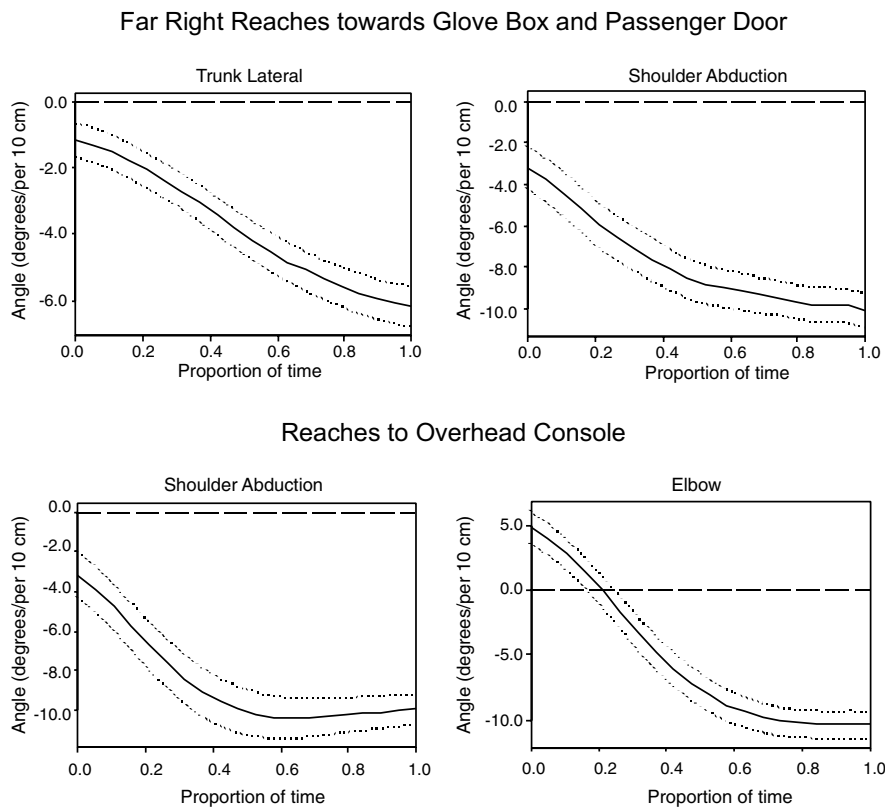 Far Right Reaches towards Glove Box and Passenger Door
Trunk Lateral
Angle (degrees/per 10 cm)
0.0
-2.0
-4.0
-6.0
0.0 0.2 0.4 0.6 0.8 1.0
Proportion of time
Shoulder Abduction
Angle (degrees/per 10 cm)
0.0
-2.0
-4.0
-6.0
-8.0
-10.0
0.0 0.2 0.4 0.6 0.8 1.0
Proportion of time
Reaches to Overhead Console
Shoulder Abduction
Angle (degrees/per 10 cm)
0.0
-2.0
-4.0
-6.0
-8.0
-10.0
0.0 0.2 0.4 0.6 0.8 1.0
Proportion of time
Elbow
Angle (degrees/per 10 cm)
5.0
0.0
-5.0
-10.0
0.0 0.2 0.4 0.6 0.8 1.0
Proportion of time